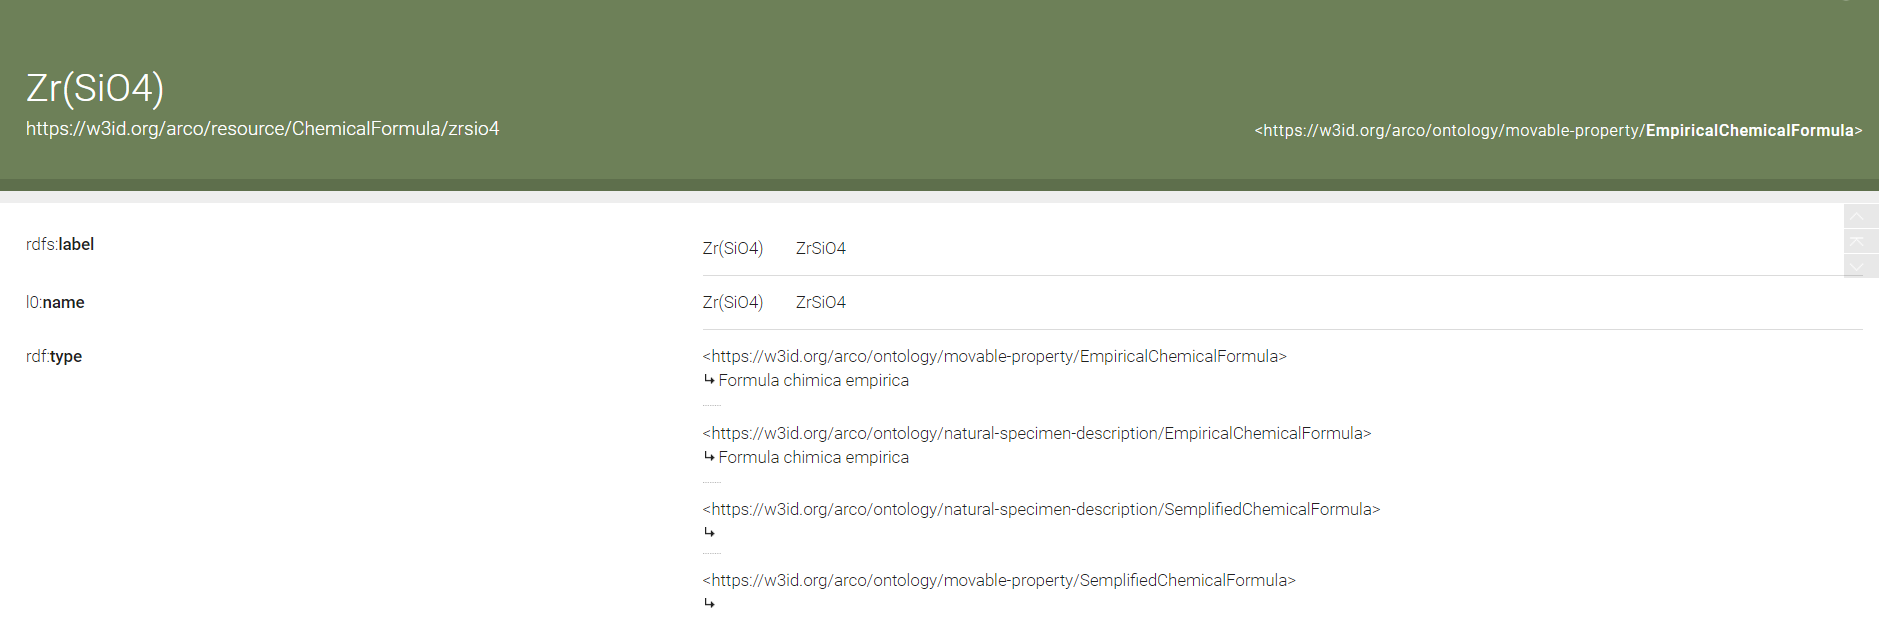 Zr(SiO4)
https://w3id.org/arco/resource/ChemicalFormula/zrsio4
<https://w3id.org/arco/ontology/movable-property/EmpiricalChemicalFormula>
rdfs:label
Zr(SiO4) ZrSiO4
l0:name
Zr(SiO4) ZrSiO4
rdf:type
<https://w3id.org/arco/ontology/movable-property/EmpiricalChemicalFormula>
↳ Formula chimica empirica
<https://w3id.org/arco/ontology/natural-specimen-description/EmpiricalChemicalFormula>
↳ Formula chimica empirica
<https://w3id.org/arco/ontology/natural-specimen-description/SemplifiedChemicalFormula>
↳
<https://w3id.org/arco/ontology/movable-property/SemplifiedChemicalFormula>
↳